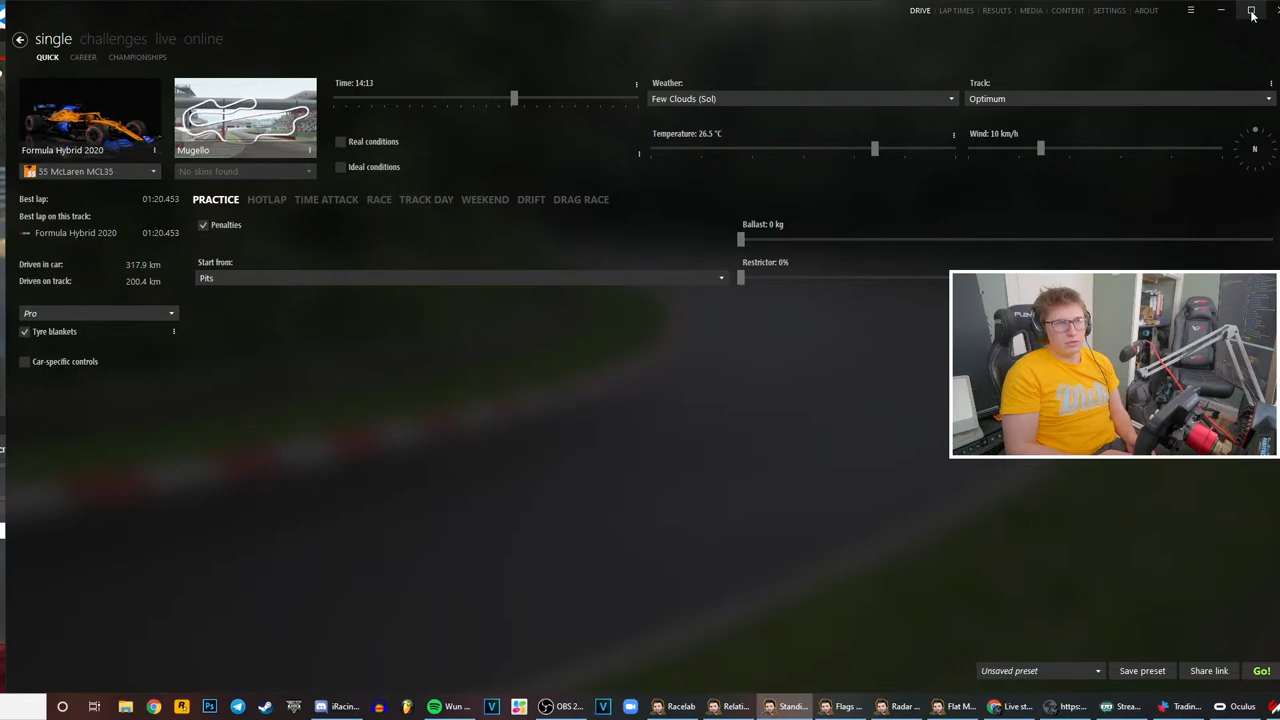 DRIVE LAP TIMES RESULTS MEDIA CONTENT SETTINGS ABOUT
single challenges live online
QUICK CAREER CHAMPIONSHIPS
Time: 14:13
Weather:
Track:
Few Clouds (Sol)
Optimum
Temperature: 26.5 °C
Wind: 10 km/h
Real conditions
Formula Hybrid 2020
Mugello
N
Ideal conditions
55 McLaren MCL35
No skins found
Best lap: 01:20.453
PRACTICE HOTLAP TIME ATTACK RACE TRACK DAY WEEKEND DRIFT DRAG RACE
Best lap on this track:
Penalties
Ballast: 0 kg
Formula Hybrid 2020 01:20.453
Start from:
Restrictor: 0%
Driven in car: 317.9 km
Driven on track: 200.4 km
Pits
Pro
Tyre blankets
Car-specific controls
Unsaved preset
Save preset
Share link
Go!
iRacin...
Wun ...
OBS 2...
Racelab
Relati...
Standi...
Flags ...
Radar ...
Flat M...
Live st...
https:...
Strea...
Tradin...
Oculus